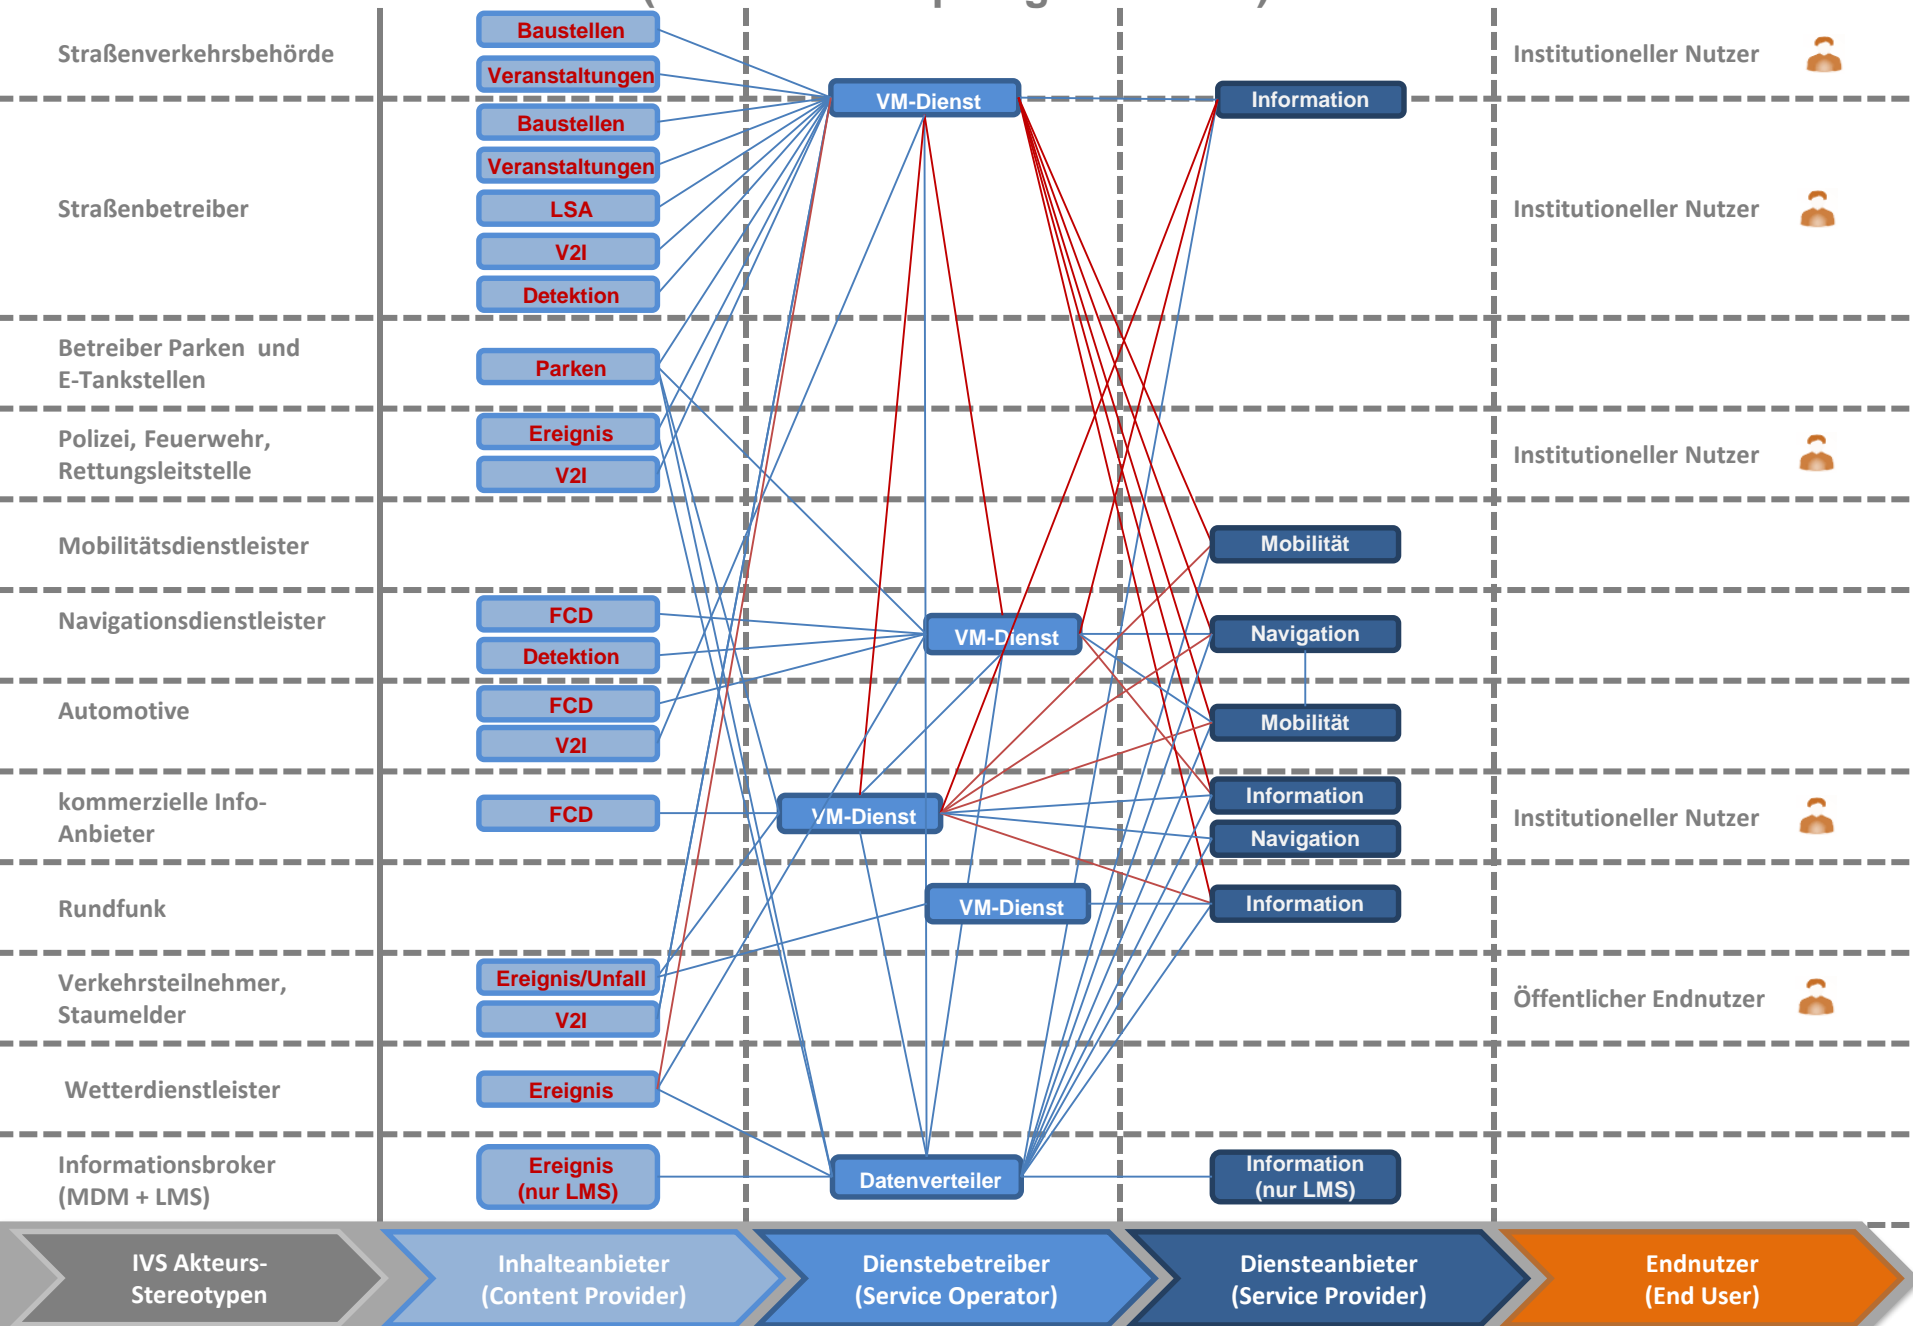 Straßenverkehrsbehörde
Baustellen
Veranstaltungen
VM-Dienst
Information
Institutioneller Nutzer
Straßenbetreiber
Baustellen
Veranstaltungen
LSA
V2I
Detektion
Institutioneller Nutzer
Betreiber Parken und
E-Tankstellen
Parken
Polizei, Feuerwehr,
Rettungsleitstelle
Ereignis
V2I
Institutioneller Nutzer
Mobilitätsdienstleister
Mobilität
Navigationsdienstleister
FCD
Detektion
VM-Dienst
Navigation
Automotive
FCD
V2I
Mobilität
kommerzielle Info-
Anbieter
FCD
VM-Dienst
Information
Navigation
Institutioneller Nutzer
Rundfunk
VM-Dienst
Information
Verkehrsteilnehmer,
Staumelder
Ereignis/Unfall
V2I
Öffentlicher Endnutzer
Wetterdienstleister
Ereignis
Informationsbroker
(MDM + LMS)
Ereignis
(nur LMS)
Datenverteiler
Information
(nur LMS)
IVS Akteurs-
Stereotypen
Inhalteanbieter
(Content Provider)
Dienstebetreiber
(Service Operator)
Diensteanbieter
(Service Provider)
Endnutzer
(End User)